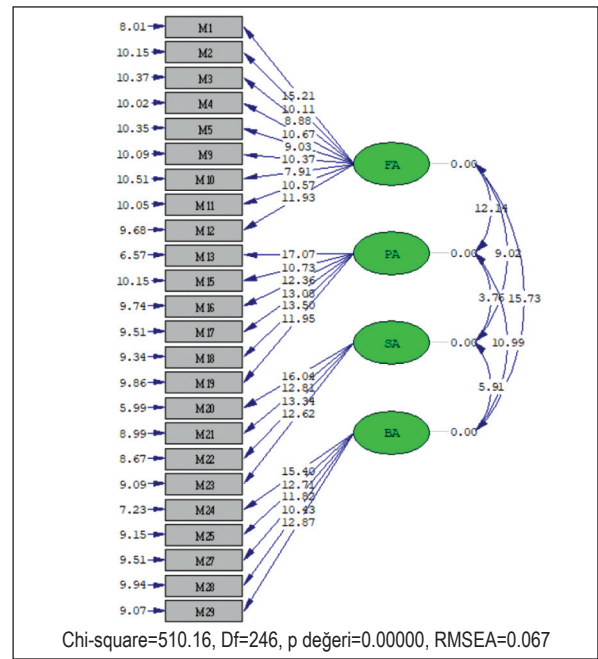 8.01 M1
10.15 M2
10.37 M3
10.02 M4
10.35 M5
10.09 M9
10.51 M10
10.05 M11
9.68 M12
6.57 M13
10.15 M15
9.74 M16
9.51 M17
9.34 M18
9.86 M19
5.99 M20
8.99 M21
8.67 M22
9.09 M23
7.23 M24
9.15 M25
9.51 M27
9.94 M28
9.07 M29
15.21
10.11
8.88
10.67
9.03
10.37
7.91
10.57
11.93
17.07
10.73
12.36
13.08
13.50
11.95
16.04
12.81
13.34
12.62
15.40
12.71
11.82
10.43
12.87
FA 0.00
PA 0.00
SA 0.00
BA 0.00
12.14
9.02
3.76 15.73
10.99
5.91
Chi-square=510.16, Df=246, p değeri=0.00000, RMSEA=0.067